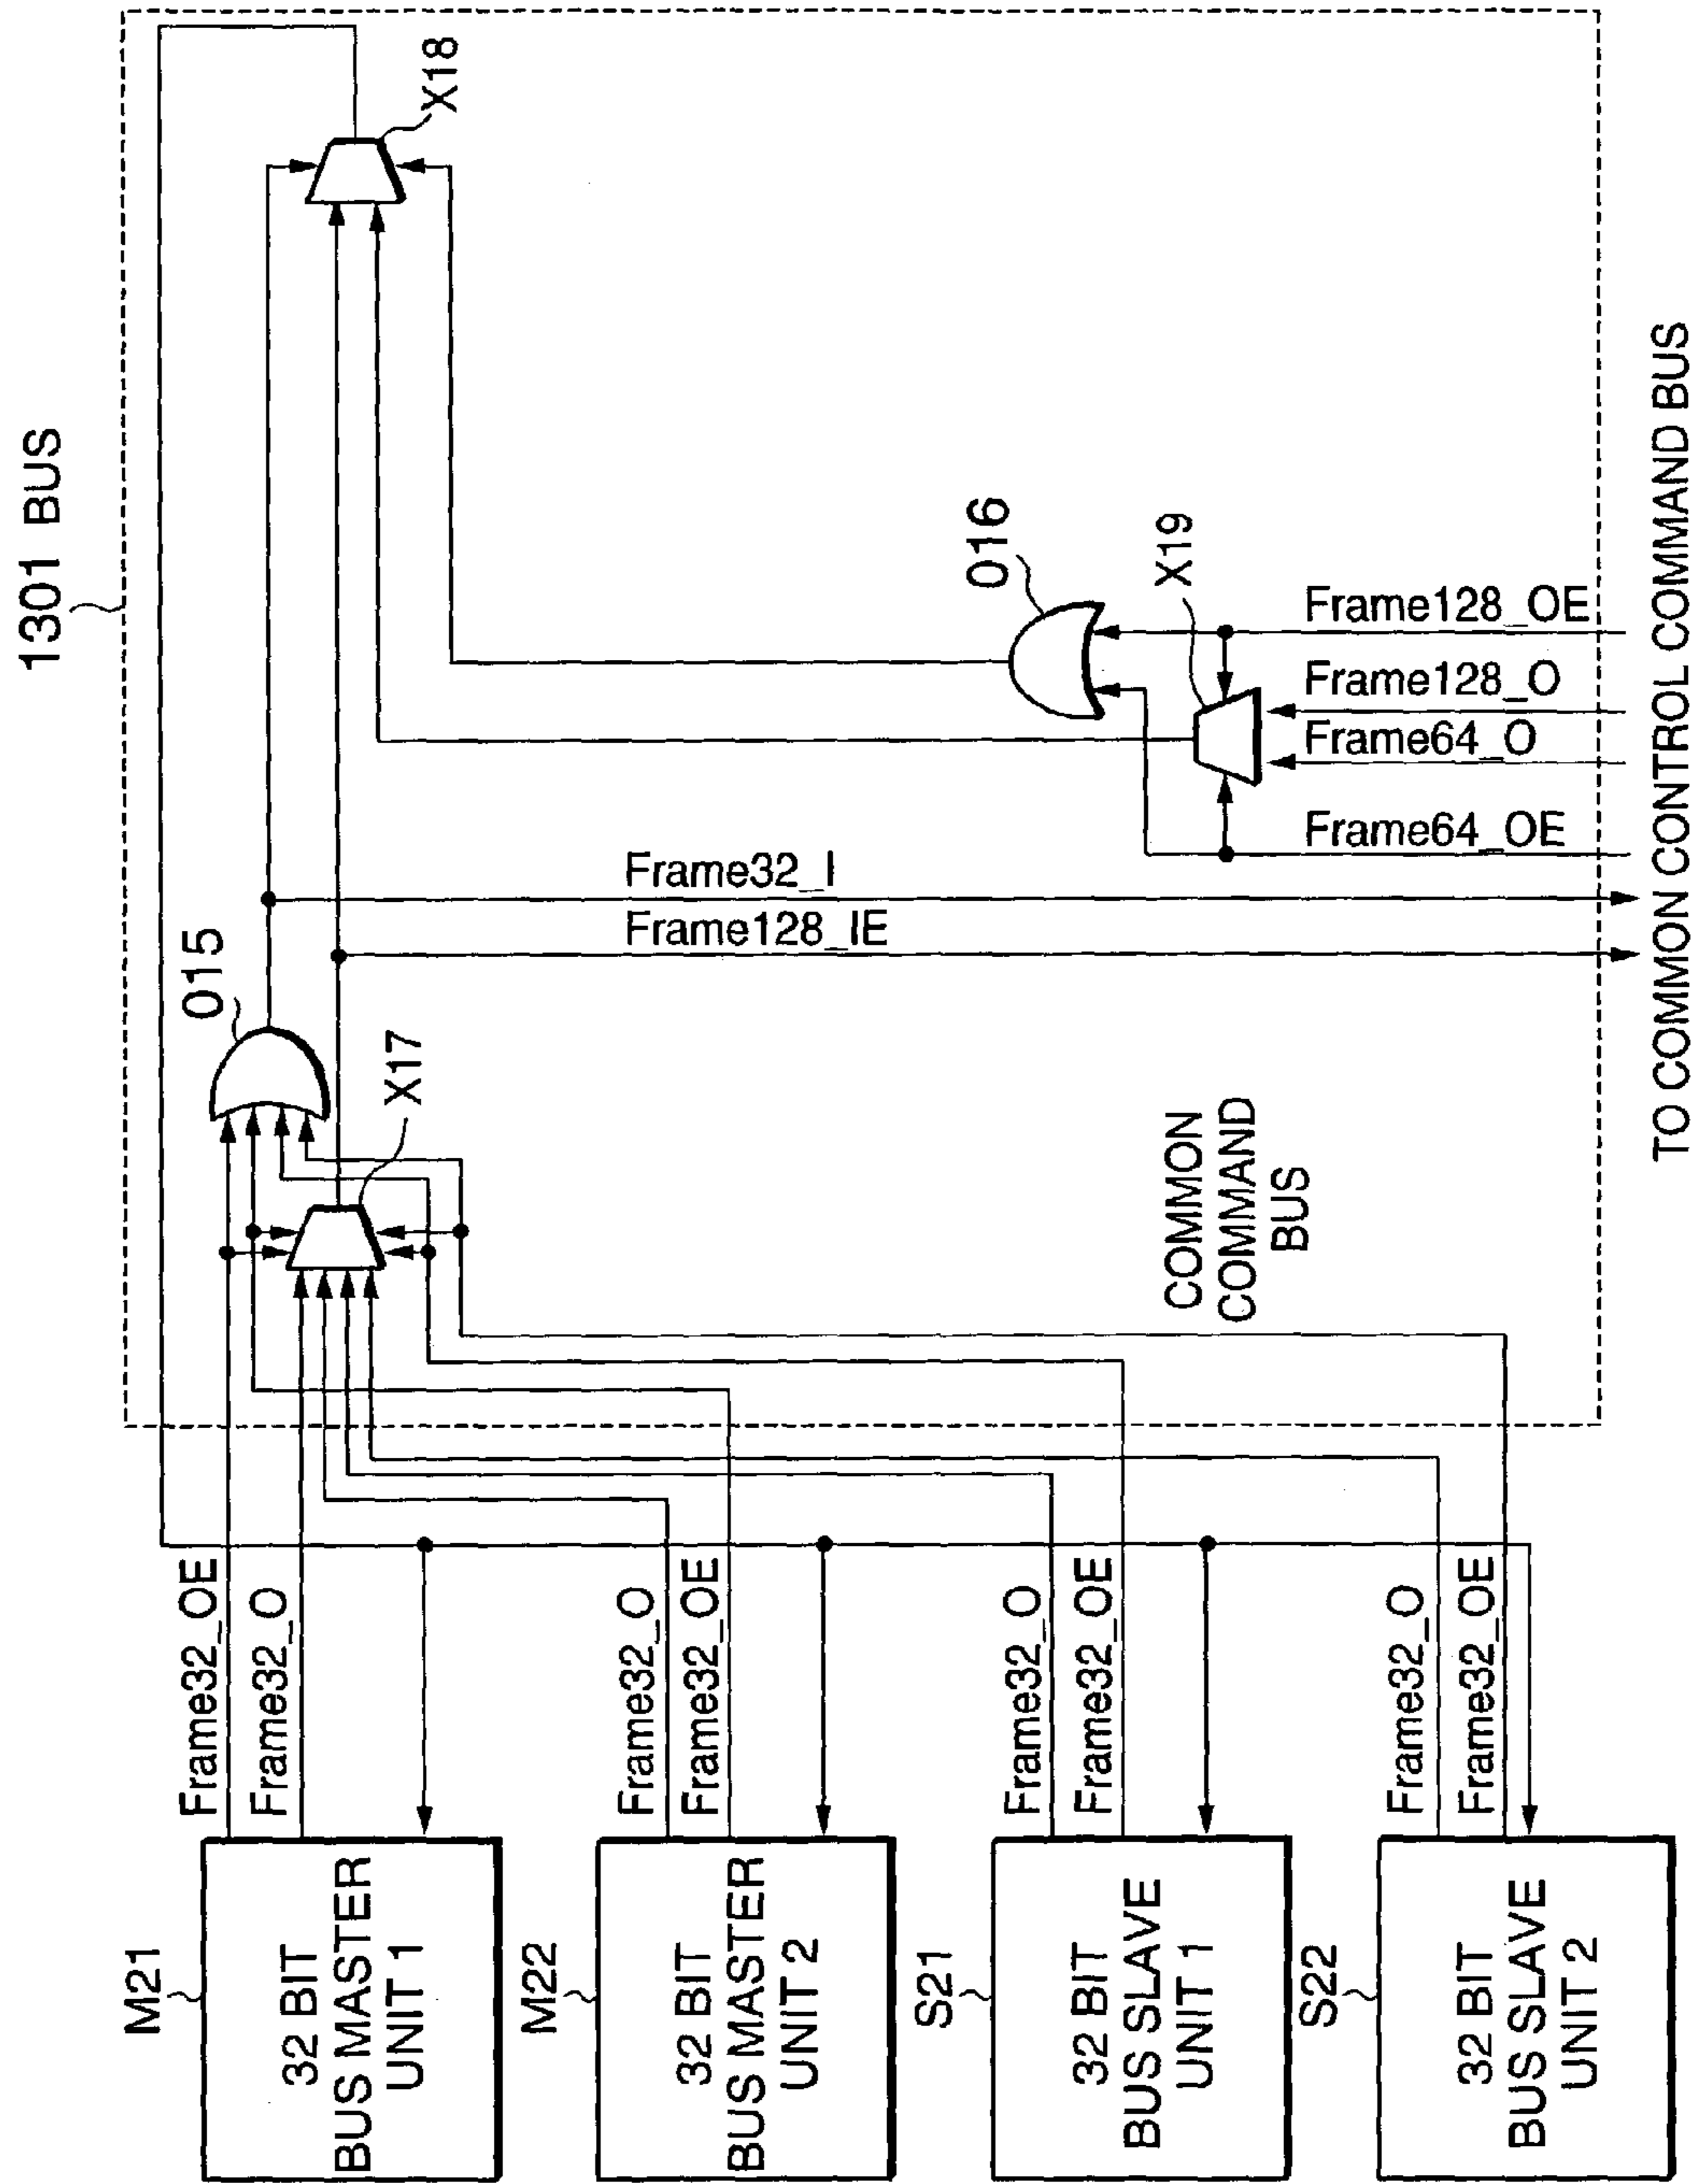 1301 BUS
M21
32 BIT
BUS MASTER
UNIT 1
Frame32_OE
Frame32_O
M22
32 BIT
BUS MASTER
UNIT 2
Frame32_O
Frame32_OE
S21
32 BIT
BUS SLAVE
UNIT 1
Frame32_O
Frame32_OE
S22
32 BIT
BUS SLAVE
UNIT 2
Frame32_O
Frame32_OE
015
X17
X18
Frame32_I
Frame128_IE
016
X19
Frame128_OE
Frame128_O
Frame64_O
Frame64_OE
COMMON
COMMAND
BUS
TO COMMON CONTROL COMMAND BUS